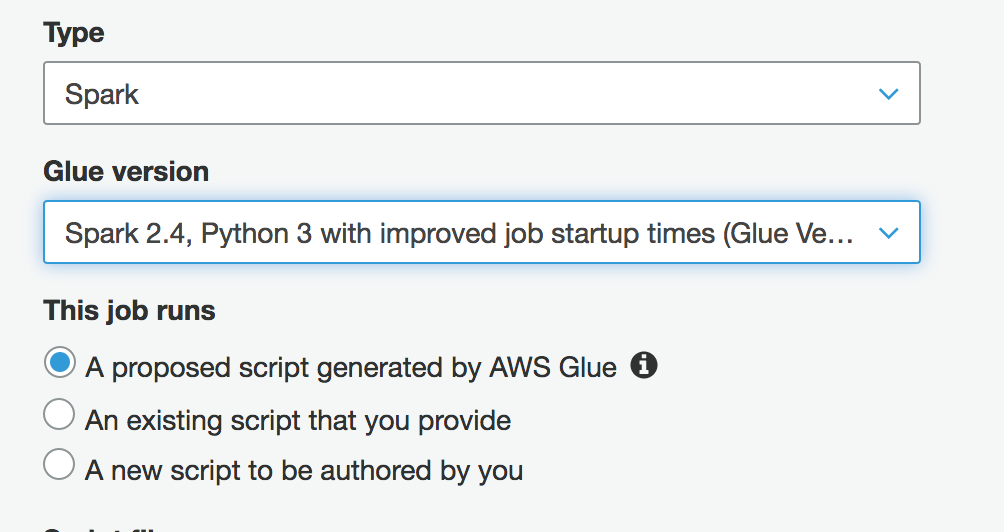 Type
Spark
Glue version
Spark 2.4, Python 3 with improved job startup times (Glue Ve...
This job runs
A proposed script generated by AWS Glue
An existing script that you provide
A new script to be authored by you